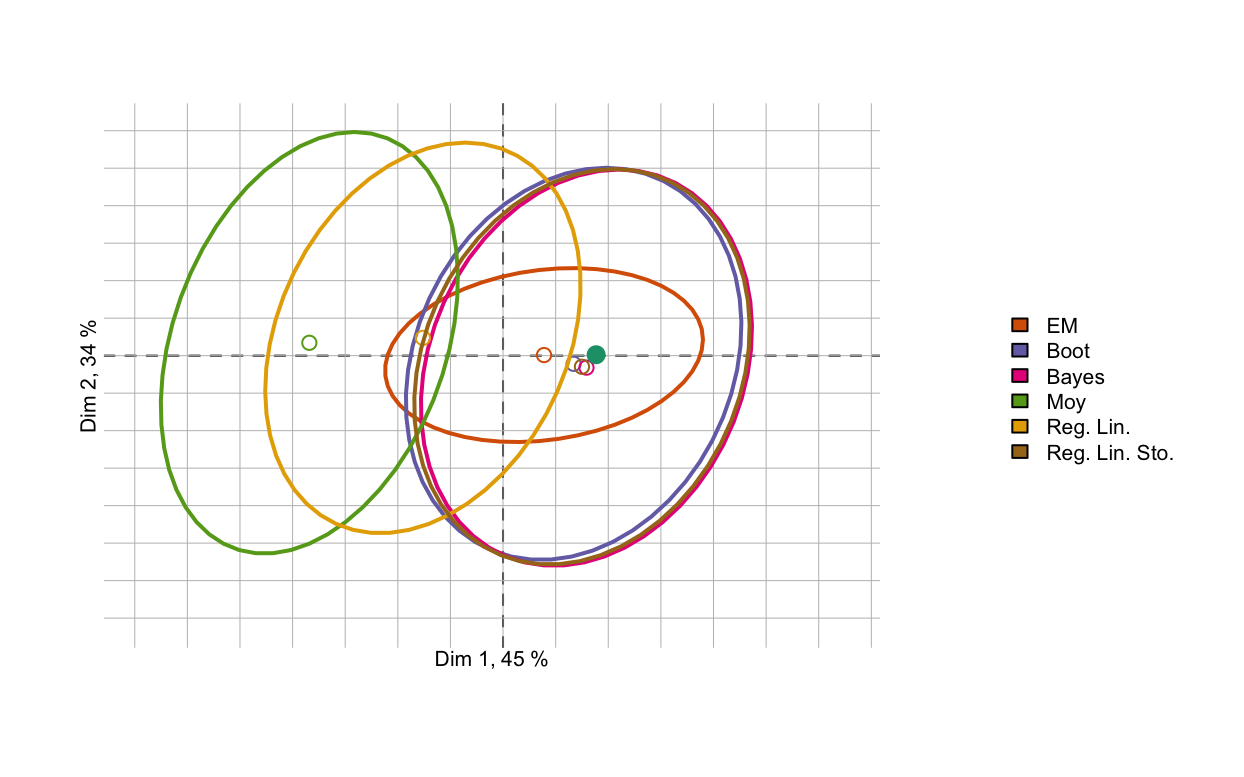 Dim 2, 34 %
Dim 1, 45 %
EM
Boot
Bayes
Moy
Reg. Lin.
Reg. Lin. Sto.